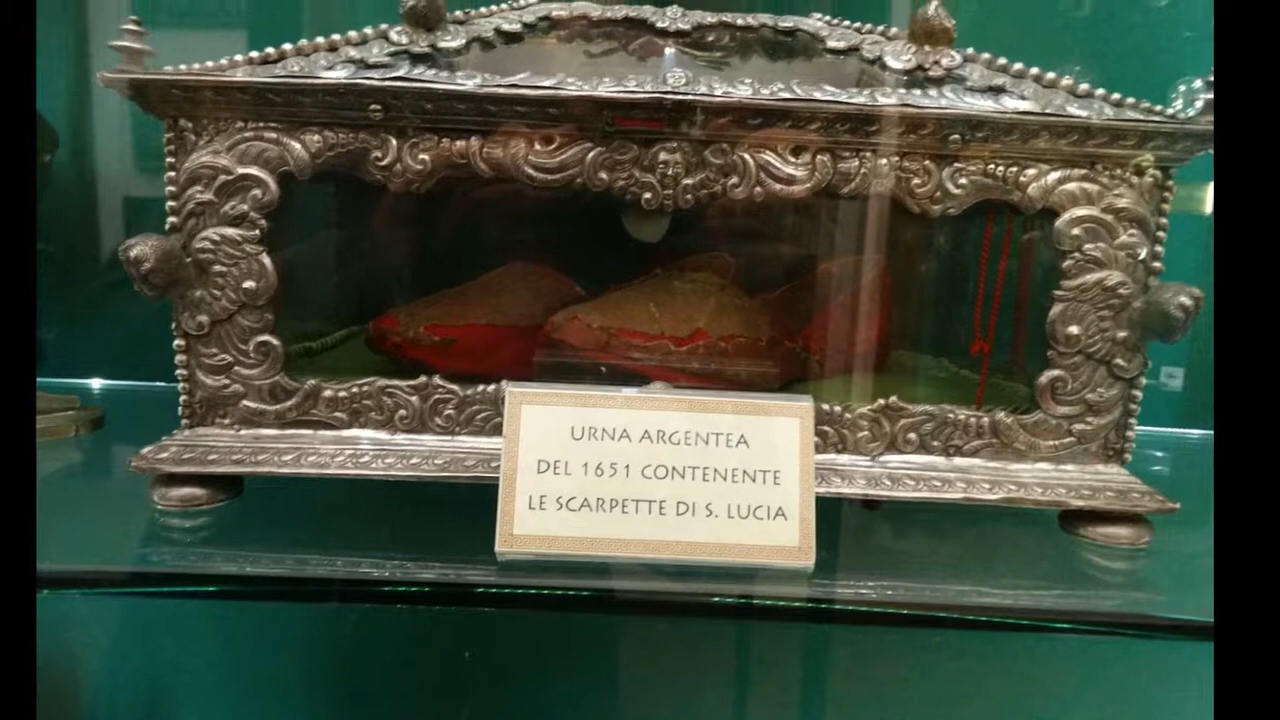 URNA ARGENTEA
DEL 1651 CONTENENTE
LE SCARPETTE DI S. LUCIA